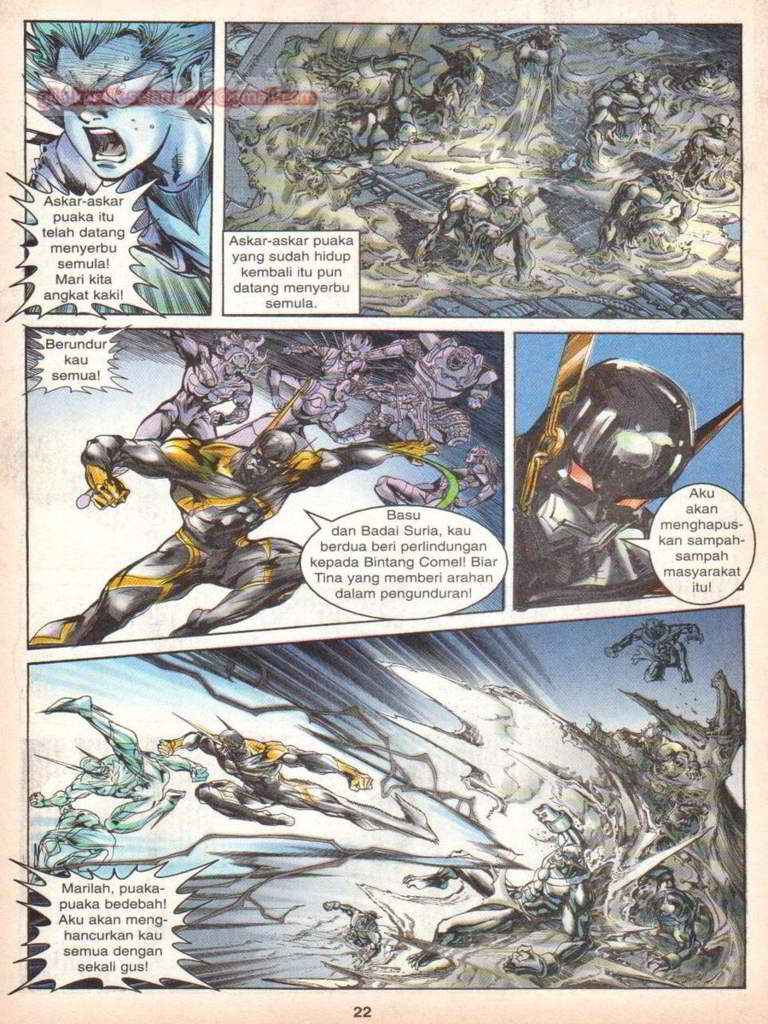 Askar-askar
puaka itu
telah datang
menyerbu
semula!
Mari kita
angkat kaki!
Askar-askar puaka
yang sudah hidup
kembali itu pun
datang menyerbu
semula.
Berundur
kau
semua!
Basu
dan Badai Suria, kau
berdua beri perlindungan
kepada Bintang Comel! Biar
Tina yang memberi arahan
dalam pengunduran!
Aku
akan
menghapus-
kan sampah-
sampah
masyarakat
itu!
Marilah, puaka-
puaka bedebah!
Aku akan meng-
hancurkan kau
semua dengan
sekali gus!
22